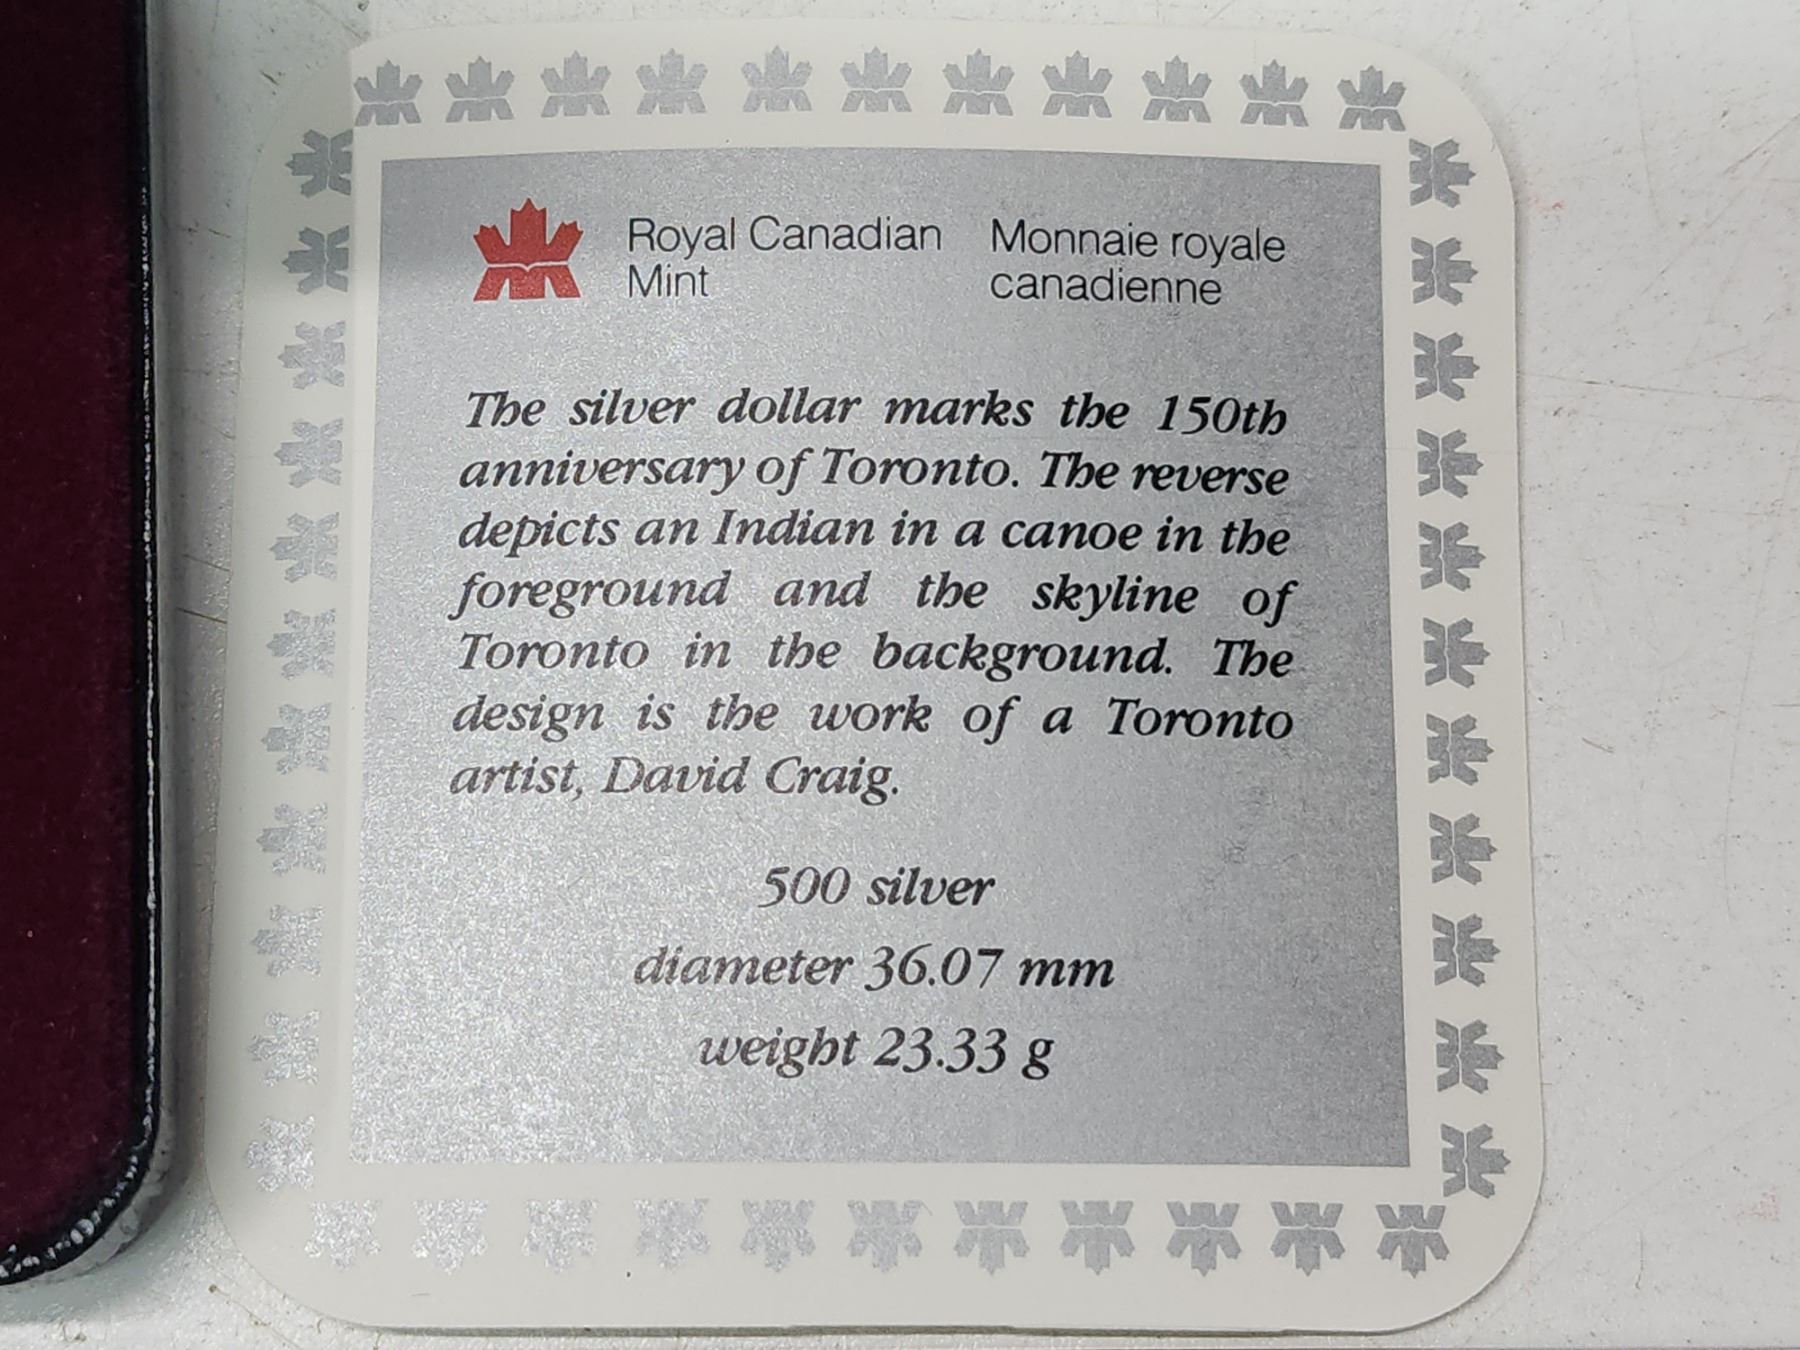 Royal Canadian Mint
Monnaie royale canadienne
The silver dollar marks the 150th
anniversary of Toronto. The reverse
depicts an Indian in a canoe in the
foreground and the skyline of
Toronto in the background. The
design is the work of a Toronto
artist, David Craig.
500 silver
diameter 36.07 mm
weight 23.33 g